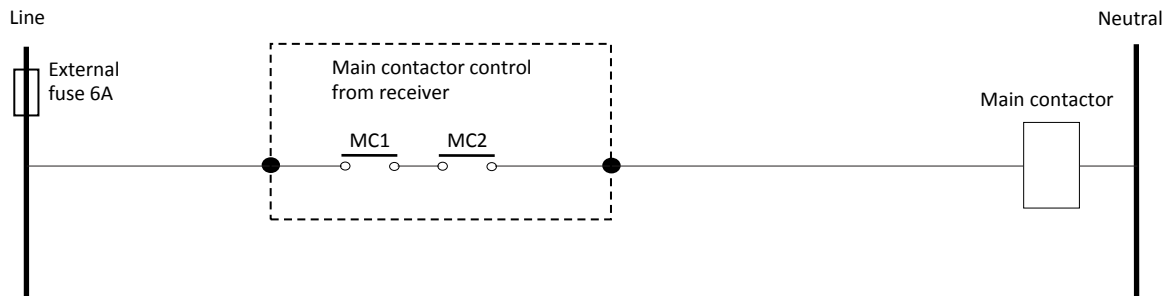 Line
Neutral
External
fuse 6A
Main contactor control
from receiver
Main contactor
MC1
MC2